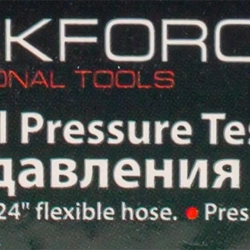 KFORC
ONAL TOOLS
l Pressure Tes
давления
24" flexible hose. • Pres